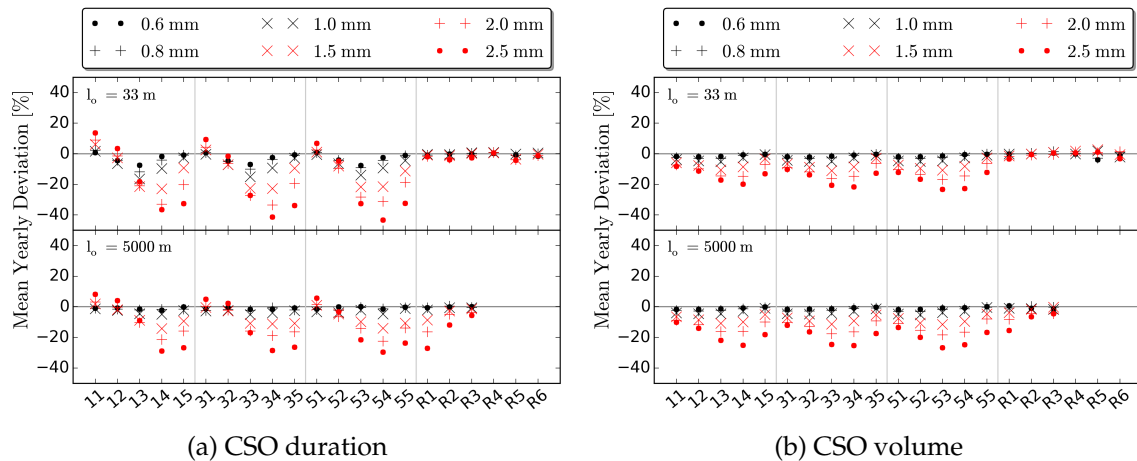 0.6 mm 1.0 mm 2.0 mm
0.8 mm 1.5 mm 2.5 mm
Mean Yearly Deviation [%]
l_o = 33 m
40
20
0
−20
−40
l_o = 5000 m
40
20
0
−20
−40
11 12 13 14 15 31 32 33 34 35 51 52 53 54 55 R1 R2 R3 R4 R5 R6
(a) CSO duration
0.6 mm 1.0 mm 2.0 mm
0.8 mm 1.5 mm 2.5 mm
Mean Yearly Deviation [%]
l_o = 33 m
40
20
0
−20
−40
l_o = 5000 m
40
20
0
−20
−40
11 12 13 14 15 31 32 33 34 35 51 52 53 54 55 R1 R2 R3 R4 R5 R6
(b) CSO volume